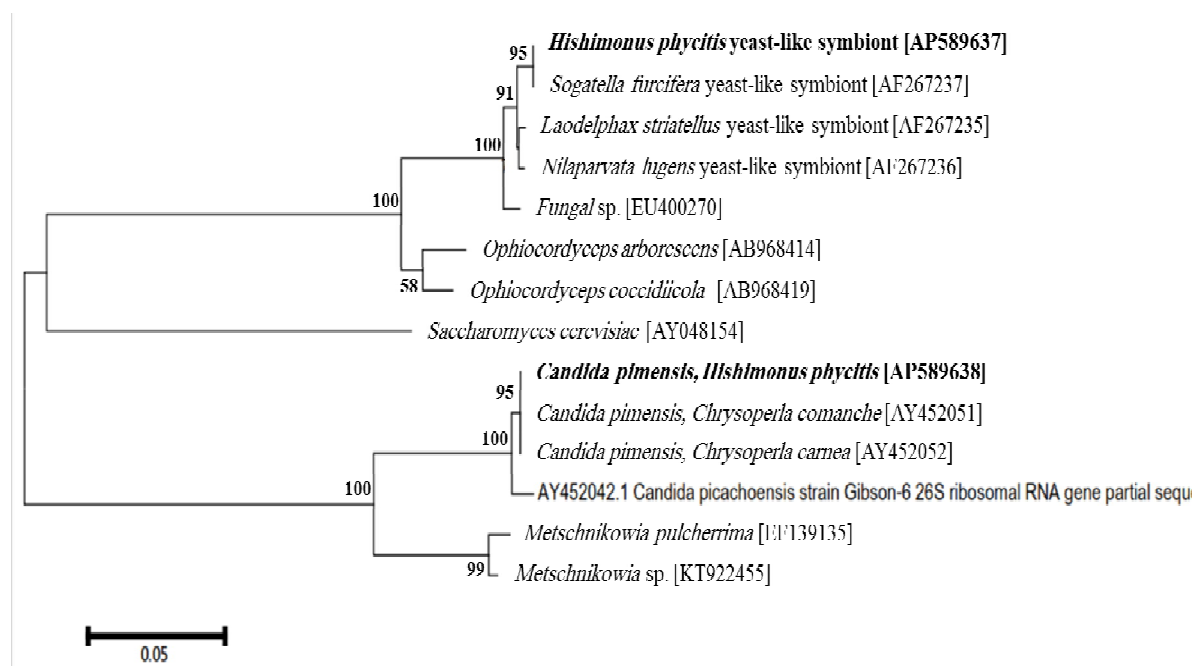 Hishimonus phycitis yeast-like symbiont [AP589637]
95
Sogatella furcifera yeast-like symbiont [AF267237]
91
Laodelphax striatellus yeast-like symbiont [AF267235]
100
Nilaparvata lugens yeast-like symbiont [AF267236]
100
Fungal sp. [EU400270]
Ophiocordyceps arborescens [AB968414]
58
Ophiocordyceps coccidiicola [AB968419]
Saccharomyces cerevisiae [AY048154]
Candida pimensis, Hishimonus phycitis [AP589638]
95
Candida pimensis, Chrysoperla comanche [AY452051]
100
Candida pimensis, Chrysoperla carnea [AY452052]
100
AY452042.1 Candida picachoensis strain Gibson-6 26S ribosomal RNA gene partial sequ
Metschnikowia pulcherrima [EF139135]
99
Metschnikowia sp. [KT922455]
0.05